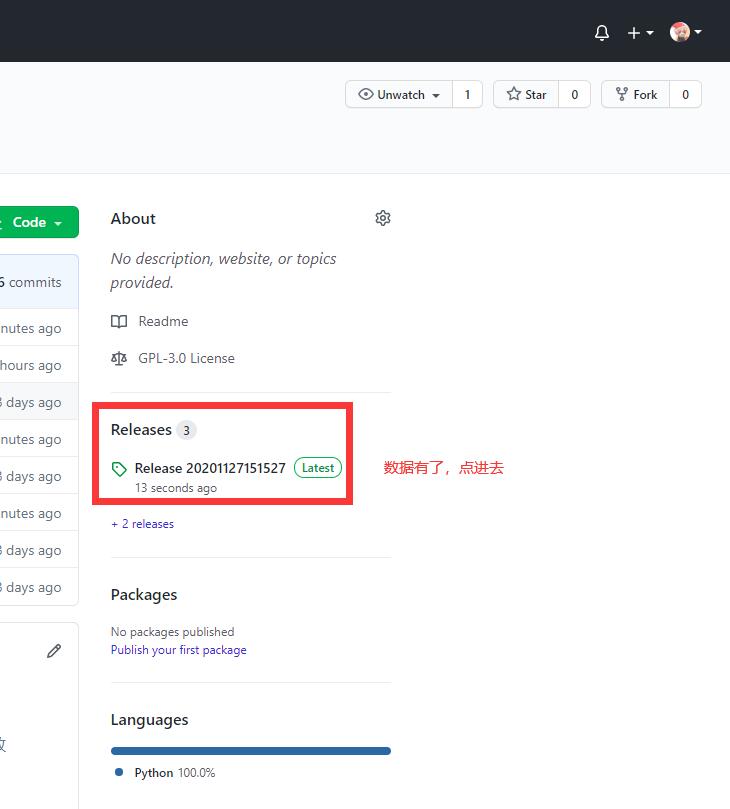 Unwatch 1
Star 0
Fork 0
Code
About
6 commits
No description, website, or topics
provided.
nutes ago
Readme
hours ago
GPL-3.0 License
3 days ago
Releases 3
nutes ago
Release 20201127151527 Latest
数据有了，点进去
3 days ago
13 seconds ago
nutes ago
+ 2 releases
3 days ago
3 days ago
Packages
No packages published
Publish your first package
Languages
Python 100.0%